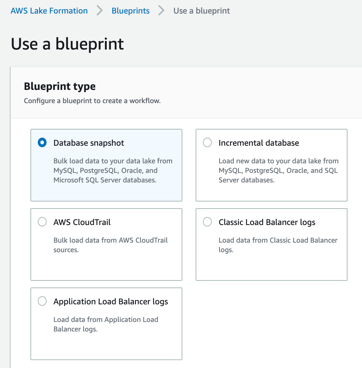 AWS Lake Formation > Blueprints > Use a blueprint
Use a blueprint
Blueprint type
Configure a blueprint to create a workflow.
Database snapshot
Bulk load data to your data lake from
MySQL, PostgreSQL, Oracle, and
Microsoft SQL Server databases.
Incremental database
Load new data to your data lake from
MySQL, PostgreSQL, Oracle, and SQL
Server databases.
AWS CloudTrail
Bulk load data from AWS CloudTrail
sources.
Classic Load Balancer logs
Load data from Classic Load Balancer
logs.
Application Load Balancer logs
Load data from Application Load
Balancer logs.